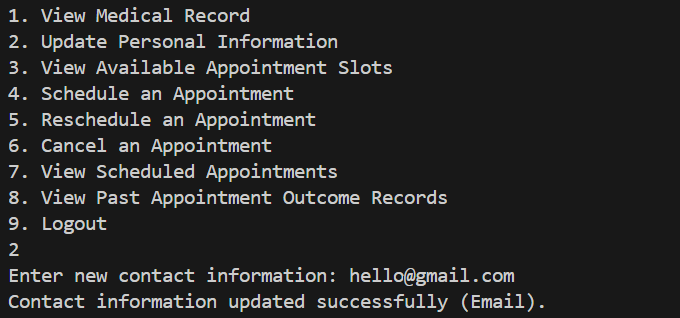 1. View Medical Record
2. Update Personal Information
3. View Available Appointment Slots
4. Schedule an Appointment
5. Reschedule an Appointment
6. Cancel an Appointment
7. View Scheduled Appointments
8. View Past Appointment Outcome Records
9. Logout
2
Enter new contact information: hello@gmail.com
Contact information updated successfully (Email).